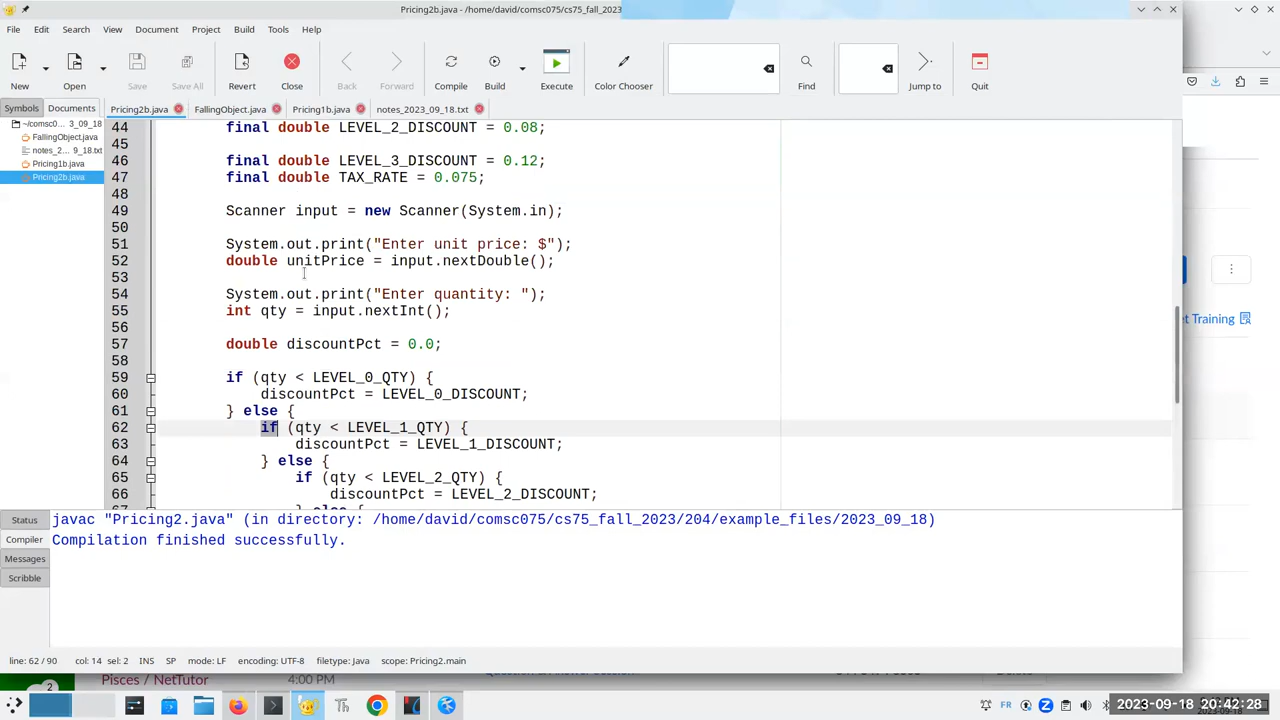 Pricing2b.java - /home/david/comsc075/cs75_fall_2023
File Edit Search View Document Project Build Tools Help
New Open Save Save All Revert Close Back Forward Compile Build Execute Color Chooser Find Jump to Quit
Symbols Documents Pricing2b.java FallingObject.java Pricing1b.java notes_2023_09_18.txt
~/comsc0... 3_09_18
FallingObject.java
notes_2... 9_18.txt
Pricing1b.java
Pricing2b.java
44 final double LEVEL_2_DISCOUNT = 0.08;
45
46 final double LEVEL_3_DISCOUNT = 0.12;
47 final double TAX_RATE = 0.075;
48
49 Scanner input = new Scanner(System.in);
50
51 System.out.print("Enter unit price: $");
52 double unitPrice = input.nextDouble();
53
54 System.out.print("Enter quantity: ");
55 int qty = input.nextInt();
56
57 double discountPct = 0.0;
58
59 if (qty < LEVEL_0_QTY) {
60 discountPct = LEVEL_0_DISCOUNT;
61 } else {
62 if (qty < LEVEL_1_QTY) {
63 discountPct = LEVEL_1_DISCOUNT;
64 } else {
65 if (qty < LEVEL_2_QTY) {
66 discountPct = LEVEL_2_DISCOUNT;
67 } else {
et Training
Status
Compiler
Messages
Scribble
javac "Pricing2.java" (in directory: /home/david/comsc075/cs75_fall_2023/204/example_files/2023_09_18)
Compilation finished successfully.
line: 62 / 90 col: 14 sel: 2 INS SP mode: LF encoding: UTF-8 filetype: Java scope: Pricing2.main
2 Pisces / NetTutor 4:00 PM
Th FR 2023-09-18 20:42:28